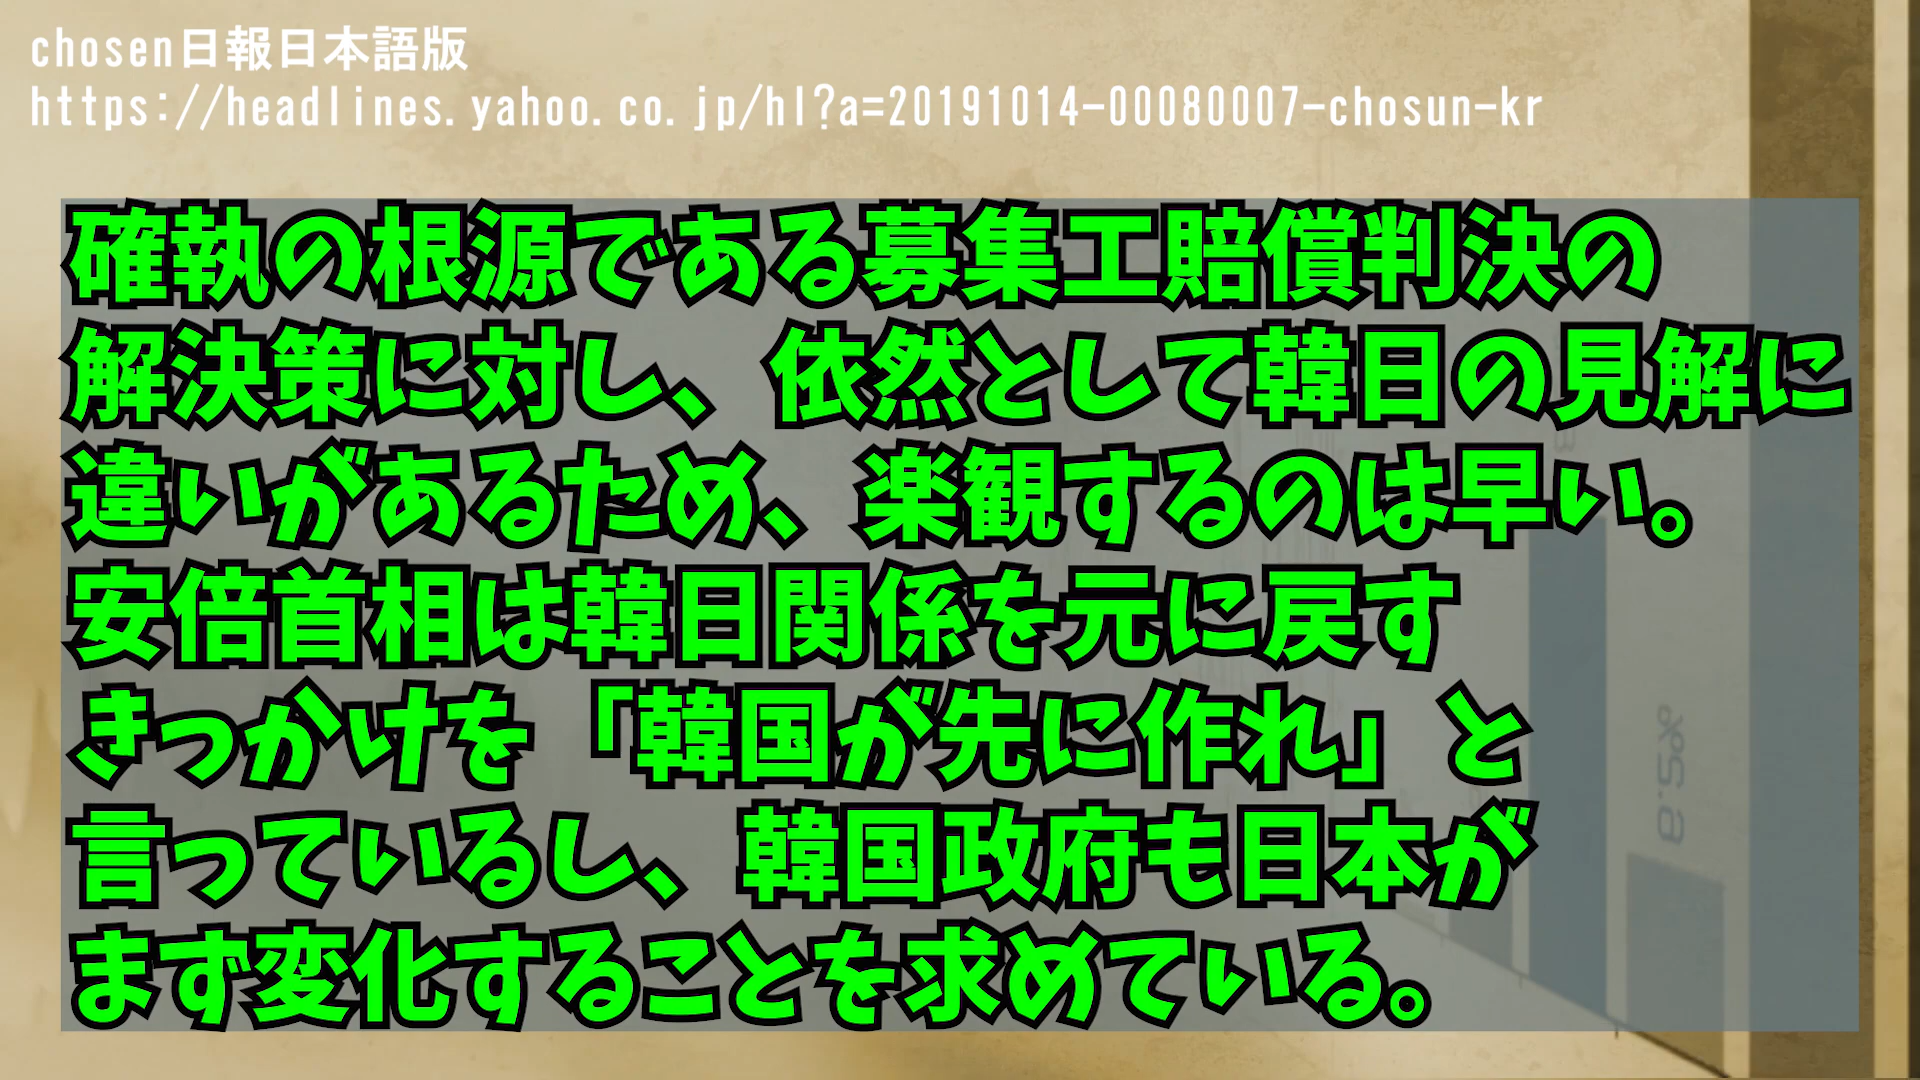 chosen日報日本語版
https://headlines.yahoo.co.jp/hl?a=20191014-00080007-chosun-kr
確執の根源である募集工賠償判決の
解決策に対し、依然として韓日の見解に
違いがあるため、楽観するのは早い。
安倍首相は韓日関係を元に戻す
きっかけを「韓国が先に作れ」と
言っているし、韓国政府も日本が
まず変化することを求めている。
8.2%